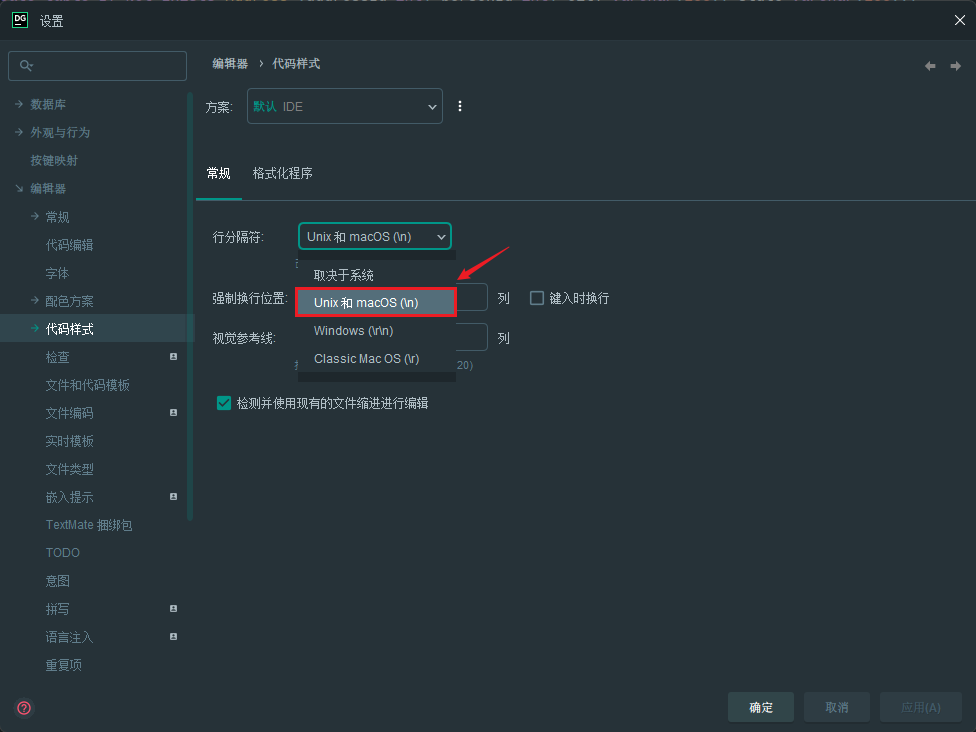 DG 设置
编辑器 › 代码样式
数据库
外观与行为
按键映射
编辑器
常规
代码编辑
字体
配色方案
代码样式
检查
文件和代码模板
文件编码
实时模板
文件类型
嵌入提示
TextMate 捆绑包
TODO
意图
拼写
语言注入
重复项
方案: 默认 IDE
常规 格式化程序
行分隔符: Unix 和 macOS (\n)
取决于系统
Unix 和 macOS (\n)
Windows (\r\n)
Classic Mac OS (\r)
强制换行位置: 列 键入时换行
视觉参考线: 列
20)
检测并使用现有的文件缩进进行编辑
? 确定 取消 应用(A)